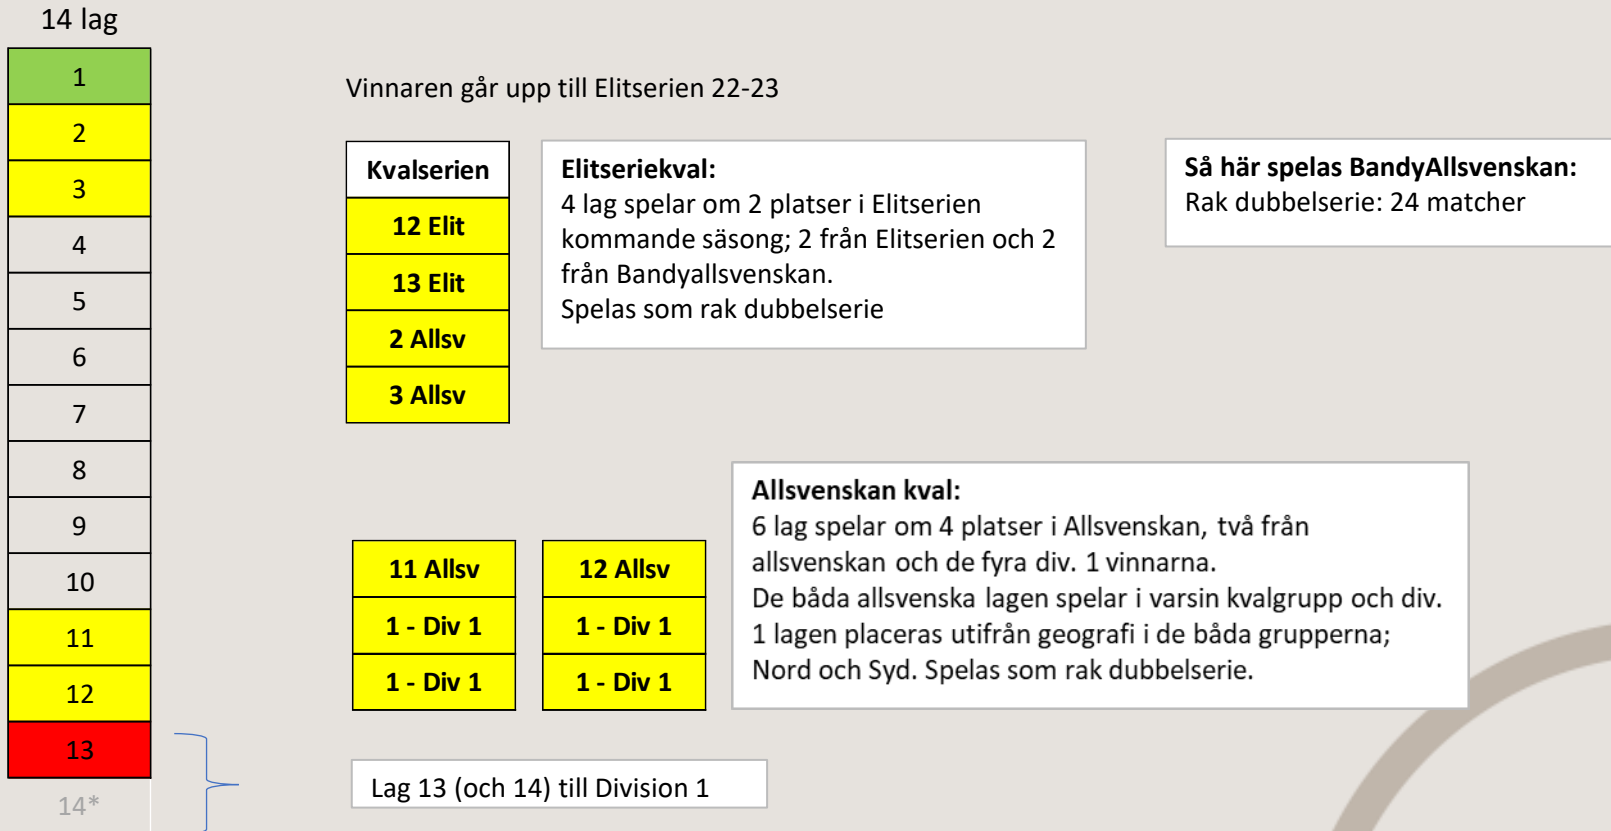 14 lag
1
2
3
4
5
6
7
8
9
10
11
12
13
14*
Vinnaren går upp till Elitserien 22-23
Kvalserien
12 Elit
13 Elit
2 Allsv
3 Allsv
Elitseriekval:
4 lag spelar om 2 platser i Elitserien
kommande säsong; 2 från Elitserien och 2
från Bandyallsvenskan.
Spelas som rak dubbelserie
Så här spelas BandyAllsvenskan:
Rak dubbelserie: 24 matcher
11 Allsv
1 - Div 1
1 - Div 1
12 Allsv
1 - Div 1
1 - Div 1
Allsvenskan kval:
6 lag spelar om 4 platser i Allsvenskan, två från
allsvenskan och de fyra div. 1 vinnarna.
De båda allsvenska lagen spelar i varsin kvalgrupp och div.
1 lagen placeras utifrån geografi i de båda grupperna;
Nord och Syd. Spelas som rak dubbelserie.
Lag 13 (och 14) till Division 1